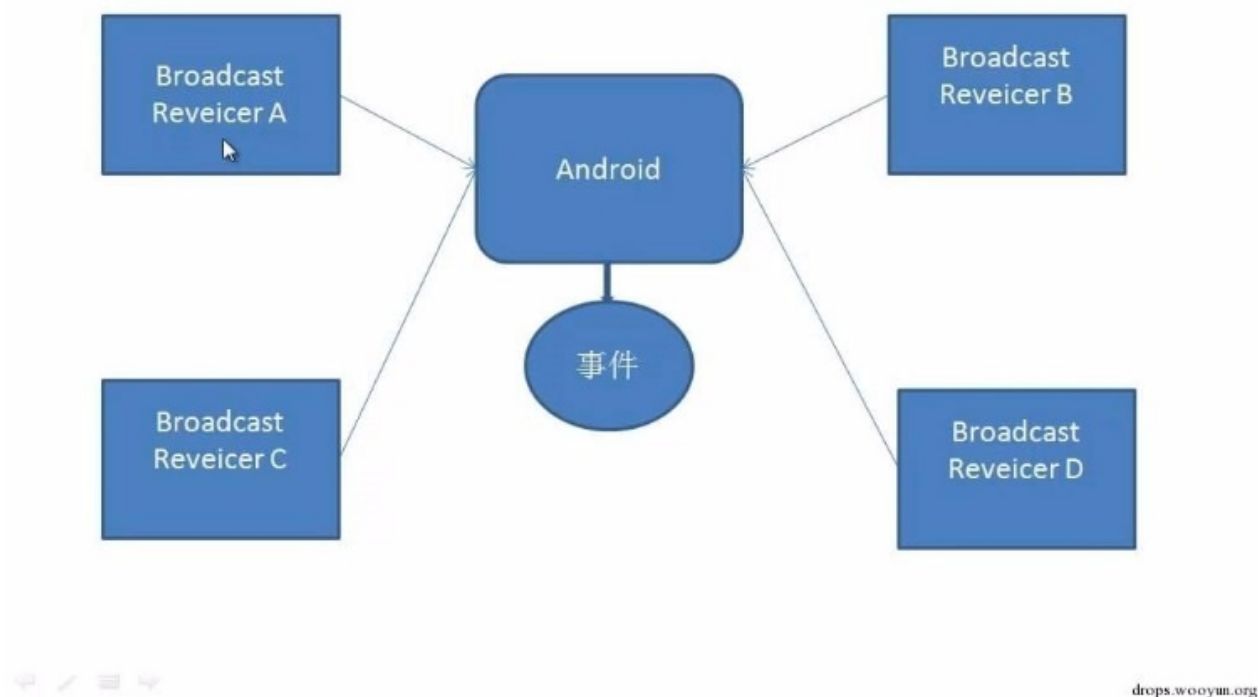 Broadcast
Reveicer A
Broadcast
Reveicer B
Android
事件
Broadcast
Reveicer C
Broadcast
Reveicer D
drops.wooyun.org